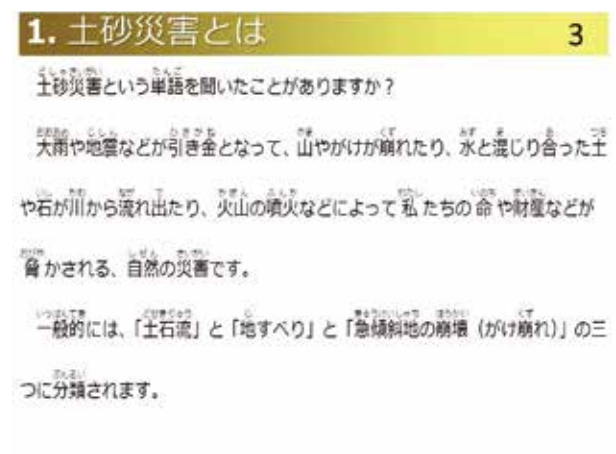 1. 土砂災害とは 3
土砂災害という単語を聞いたことがありますか？
大雨や地震などが引き金となって、山やがけが崩れたり、水と混じり合った土
や石が川から流れ出たり、火山の噴火などによって私たちの命や財産などが
脅かされる、自然の災害です。
一般的には、「土石流」と「地すべり」と「急傾斜地の崩壊（がけ崩れ）」の三
つに分類されます。